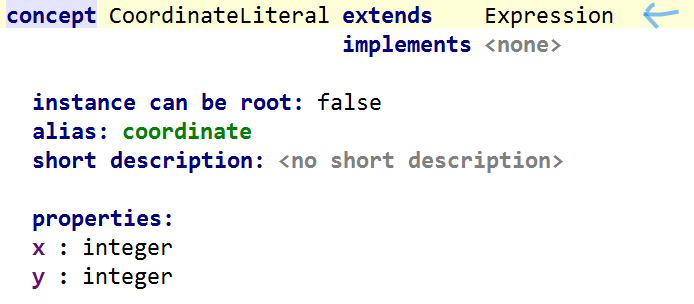 concept CoordinateLiteral extends Expression
implements <none>
instance can be root: false
alias: coordinate
short description: <no short description>
properties:
x : integer
y : integer